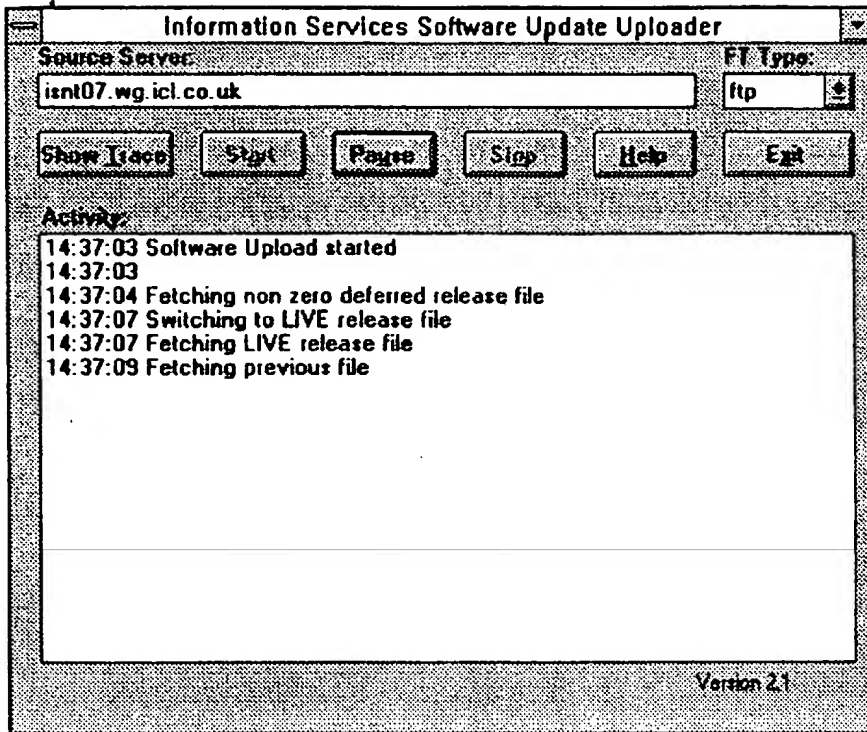 Information Services Software Update Uploader
Source Server: FT Type:
isnt07.wg.icl.co.uk ftp
Show Trace Start Pause Stop Help Exit
Activity:
14:37:03 Software Upload started
14:37:03
14:37:04 Fetching non zero deferred release file
14:37:07 Switching to LIVE release file
14:37:07 Fetching LIVE release file
14:37:09 Fetching previous file
Version 2.1